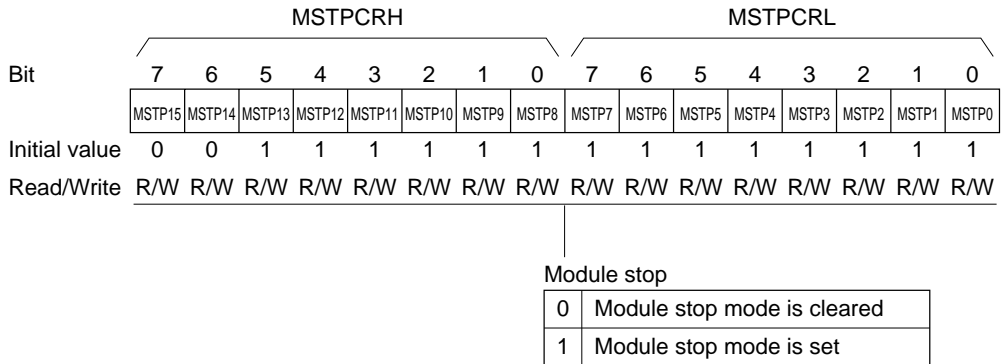 MSTPCRH MSTPCRL
Bit 7 6 5 4 3 2 1 0 7 6 5 4 3 2 1 0
MSTP15 MSTP14 MSTP13 MSTP12 MSTP11 MSTP10 MSTP9 MSTP8 MSTP7 MSTP6 MSTP5 MSTP4 MSTP3 MSTP2 MSTP1 MSTP0
Initial value 0 0 1 1 1 1 1 1 1 1 1 1 1 1 1 1
Read/Write R/W R/W R/W R/W R/W R/W R/W R/W R/W R/W R/W R/W R/W R/W R/W R/W
Module stop
0 Module stop mode is cleared
1 Module stop mode is set